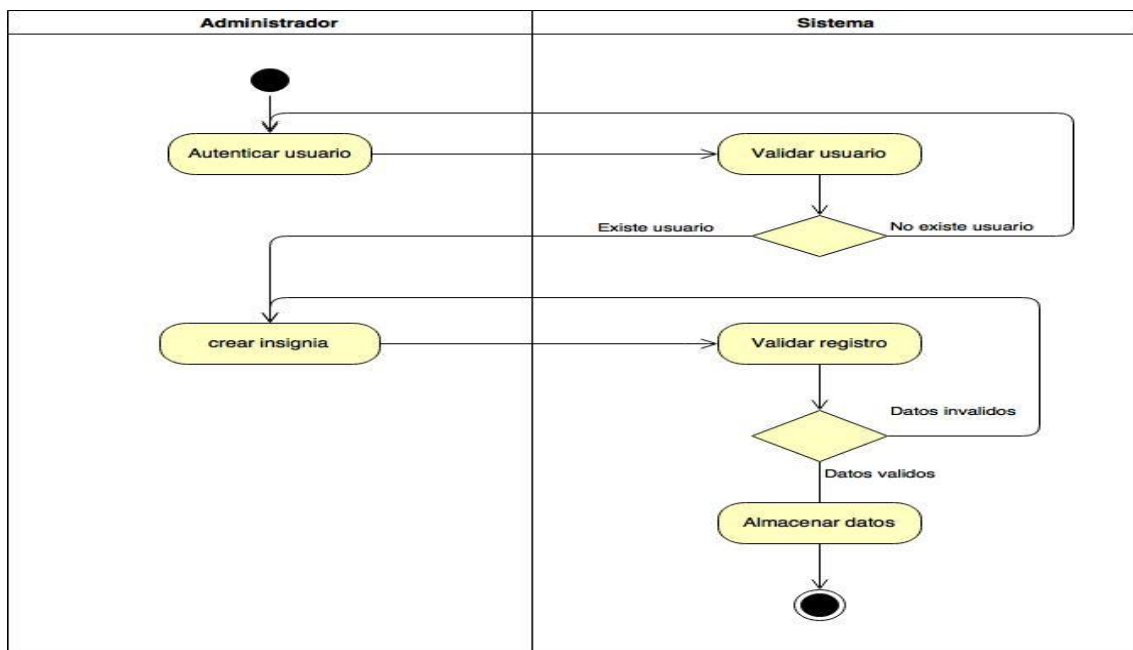 Administrador
Sistema
Autenticar usuario
Validar usuario
Existe usuario
No existe usuario
crear insignia
Validar registro
Datos invalidos
Datos validos
Almacenar datos